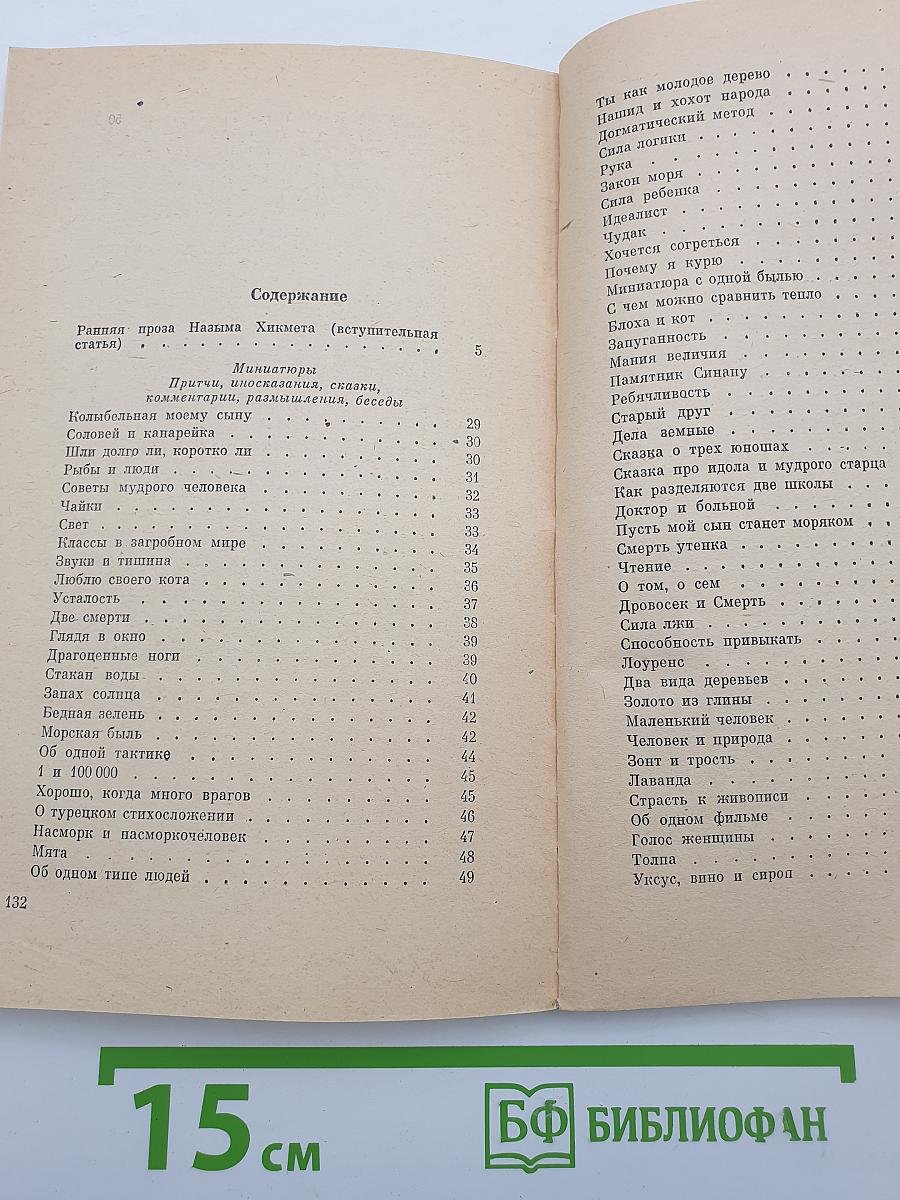 Содержание
Ранняя проза Назыма Хикмета (вступительная
статья) . . . . . . . . . . . . . . . . 5
Миниатюры
Притчи, иносказания, сказки,
комментарии, размышления, беседы
Колыбельная моему сыну . . . . . . . . . 29
Соловей и канарейка . . . . . . . . . . 30
Шли долго ли, коротко ли . . . . . . . . . 30
Рыбы и люди . . . . . . . . . . . . . 31
Советы мудрого человека . . . . . . . . . 32
Чайки . . . . . . . . . . . . . . . 33
Свет . . . . . . . . . . . . . . . . 33
Классы в загробном мире . . . . . . . . . 34
Звуки и тишина . . . . . . . . . . . . 35
Люблю своего кота . . . . . . . . . . . 36
Усталость . . . . . . . . . . . . . . 37
Две смерти . . . . . . . . . . . . . . 38
Глядя в окно . . . . . . . . . . . . . 39
Драгоценные ноги . . . . . . . . . . . . 39
Стакан воды . . . . . . . . . . . . . 40
Запах солнца . . . . . . . . . . . . . 41
Бедная зелень . . . . . . . . . . . . . 42
Морская быль . . . . . . . . . . . . . 42
Об одной тактике . . . . . . . . . . . . 44
1 и 100 000 . . . . . . . . . . . . . . 45
Хорошо, когда много врагов . . . . . . . . 45
О турецком стихосложении . . . . . . . . . 46
Насморк и насморкочеловек . . . . . . . . . 47
Мята . . . . . . . . . . . . . . . . 48
Об одном типе людей . . . . . . . . . . . 49
132
Ты как молодое дерево . . . . . .
Нашид и хохот народа . . . . . .
Догматический метод . . . . . . .
Сила логики . . . . . . . . . .
Рука . . . . . . . . . . . . .
Закон моря . . . . . . . . . .
Сила ребенка . . . . . . . . . .
Идеалист . . . . . . . . . . .
Чудак . . . . . . . . . . . .
Хочется согреться . . . . . . . .
Почему я курю . . . . . . . . .
Миниатюра с одной былью . . . . .
С чем можно сравнить тепло . . . .
Блоха и кот . . . . . . . . . .
Запуганность . . . . . . . . . .
Мания величия . . . . . . . . .
Памятник Синану . . . . . . . .
Ребячливость . . . . . . . . . .
Старый друг . . . . . . . . . .
Дела земные . . . . . . . . . .
Сказка о трех юношах . . . . . .
Сказка про идола и мудрого старца
Как разделяются две школы . . .
Доктор и больной . . . . . . . .
Пусть мой сын станет моряком . .
Смерть утенка . . . . . . . . .
Чтение . . . . . . . . . . . .
О том, о сем . . . . . . . . . .
Дровосек и Смерть . . . . . . .
Сила лжи . . . . . . . . . . .
Способность привыкать . . . . .
Лоуренс . . . . . . . . . . .
Два вида деревьев . . . . . . .
Золото из глины . . . . . . . .
Маленький человек . . . . . . .
Человек и природа . . . . . . .
Зонт и трость . . . . . . . . .
Лаванда . . . . . . . . . . .
Страсть к живописи . . . . . .
Об одном фильме . . . . . . .
Голос женщины . . . . . . . .
Толпа . . . . . . . . . . . .
Уксус, вино и сироп . . . . . .
15 см
БФ БИБЛИОФАН